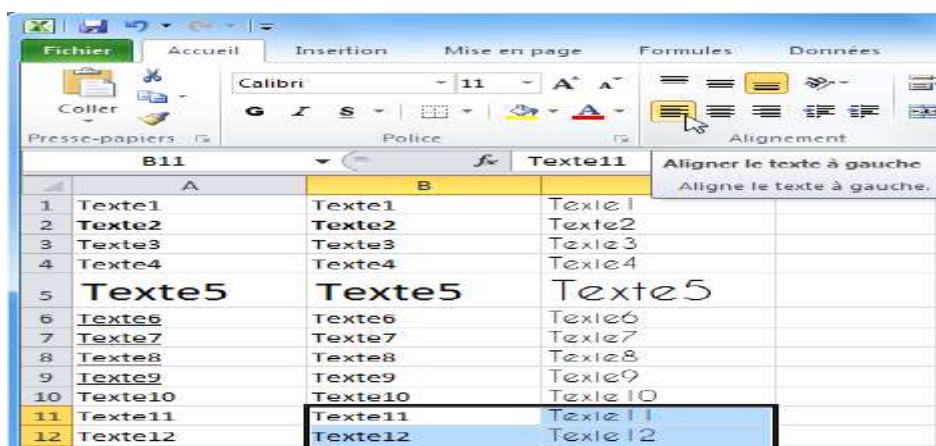 Fichier Accueil Insertion Mise en page Formules Données
Calibri 11 A A
Coller G I S A
Presse-papiers Police Alignement
B11 fx Texte11 Aligner le texte à gauche
A B Aligne le texte à gauche.
1 Texte1 Texte1 Texte1
2 Texte2 Texte2 Texte2
3 Texte3 Texte3 Texte3
4 Texte4 Texte4 Texte4
5 Texte5 Texte5 Texte5
6 Texte6 Texte6 Texte6
7 Texte7 Texte7 Texte7
8 Texte8 Texte8 Texte8
9 Texte9 Texte9 Texte9
10 Texte10 Texte10 Texte10
11 Texte11 Texte11 Texte11
12 Texte12 Texte12 Texte12